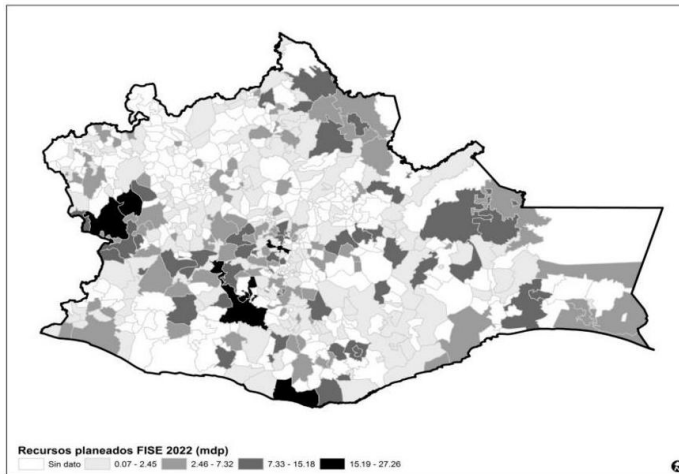 Recursos planeados FISE 2022 (mdp)
Sin dato 0.07 - 2.45 2.46 - 7.32 7.33 - 15.18 15.19 - 27.26